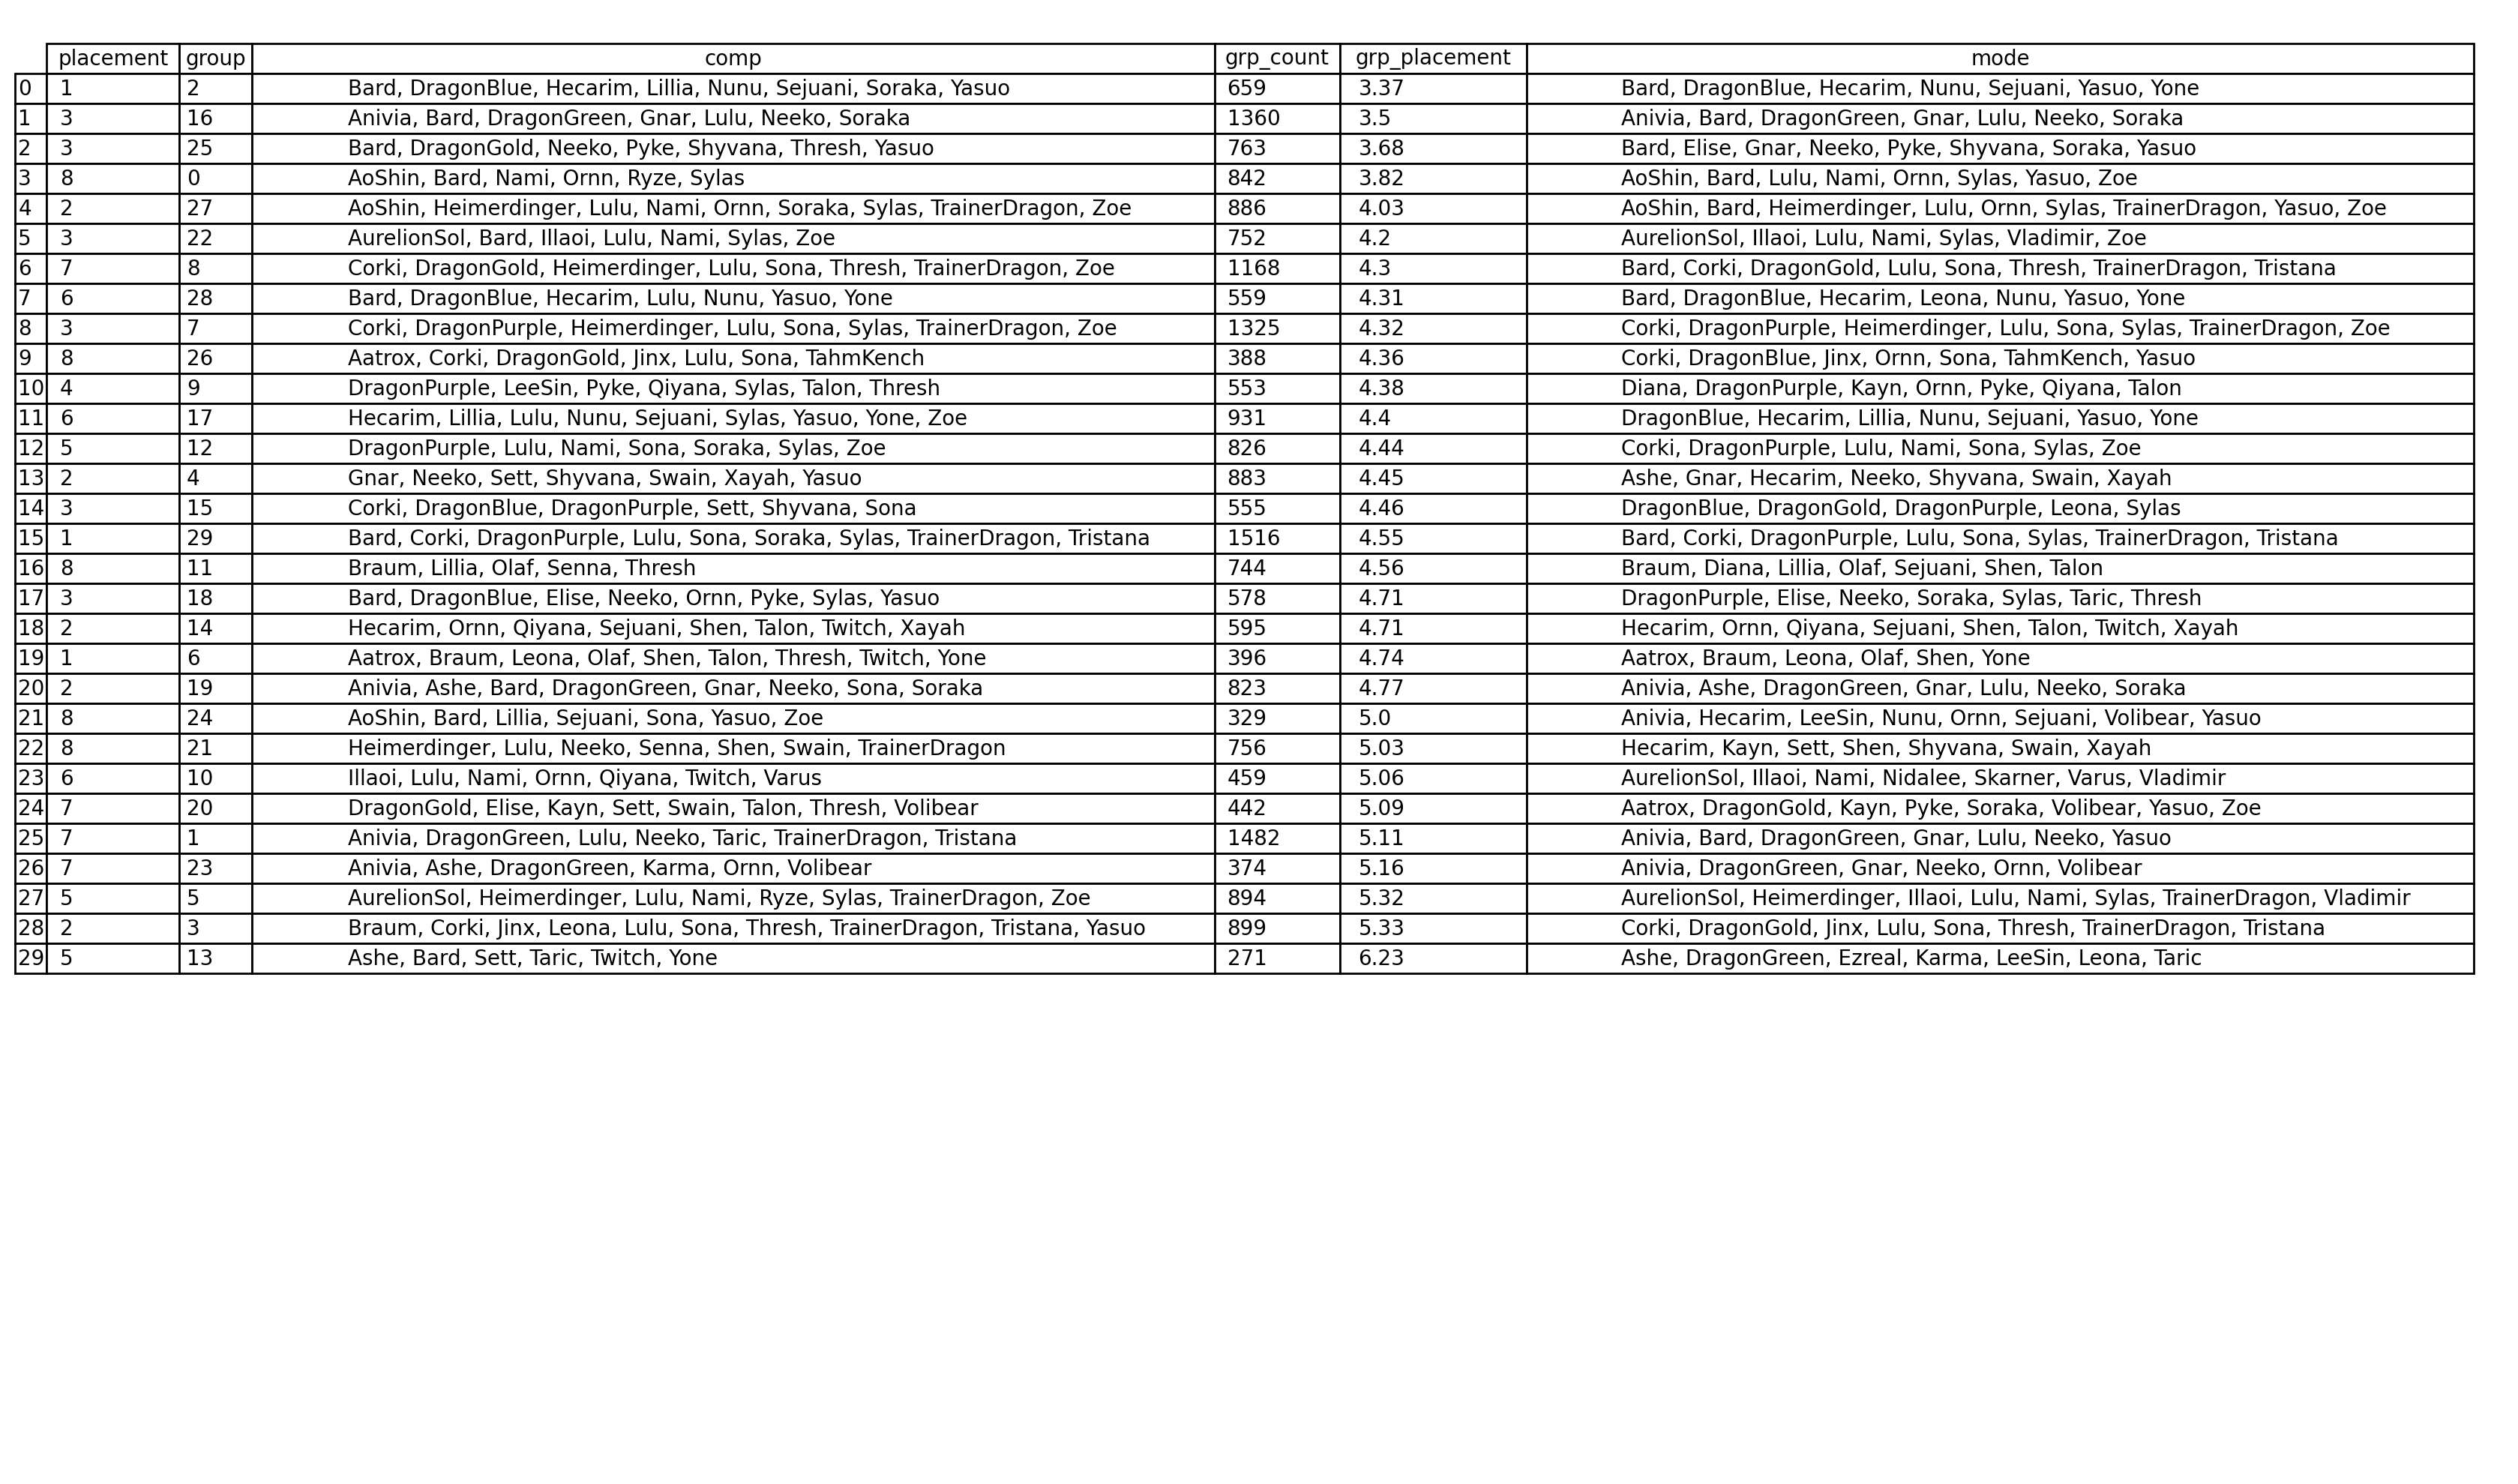 placement group comp grp_count grp_placement mode
0 1 2 Bard, DragonBlue, Hecarim, Lillia, Nunu, Sejuani, Soraka, Yasuo 659 3.37 Bard, DragonBlue, Hecarim, Nunu, Sejuani, Yasuo, Yone
1 3 16 Anivia, Bard, DragonGreen, Gnar, Lulu, Neeko, Soraka 1360 3.5 Anivia, Bard, DragonGreen, Gnar, Lulu, Neeko, Soraka
2 3 25 Bard, DragonGold, Neeko, Pyke, Shyvana, Thresh, Yasuo 763 3.68 Bard, Elise, Gnar, Neeko, Pyke, Shyvana, Soraka, Yasuo
3 8 0 AoShin, Bard, Nami, Ornn, Ryze, Sylas 842 3.82 AoShin, Bard, Lulu, Nami, Ornn, Sylas, Yasuo, Zoe
4 2 27 AoShin, Heimerdinger, Lulu, Nami, Ornn, Soraka, Sylas, TrainerDragon, Zoe 886 4.03 AoShin, Bard, Heimerdinger, Lulu, Ornn, Sylas, TrainerDragon, Yasuo, Zoe
5 3 22 AurelionSol, Bard, Illaoi, Lulu, Nami, Sylas, Zoe 752 4.2 AurelionSol, Illaoi, Lulu, Nami, Sylas, Vladimir, Zoe
6 7 8 Corki, DragonGold, Heimerdinger, Lulu, Sona, Thresh, TrainerDragon, Zoe 1168 4.3 Bard, Corki, DragonGold, Lulu, Sona, Thresh, TrainerDragon, Tristana
7 6 28 Bard, DragonBlue, Hecarim, Lulu, Nunu, Yasuo, Yone 559 4.31 Bard, DragonBlue, Hecarim, Leona, Nunu, Yasuo, Yone
8 3 7 Corki, DragonPurple, Heimerdinger, Lulu, Sona, Sylas, TrainerDragon, Zoe 1325 4.32 Corki, DragonPurple, Heimerdinger, Lulu, Sona, Sylas, TrainerDragon, Zoe
9 8 26 Aatrox, Corki, DragonGold, Jinx, Lulu, Sona, TahmKench 388 4.36 Corki, DragonBlue, Jinx, Ornn, Sona, TahmKench, Yasuo
10 4 9 DragonPurple, LeeSin, Pyke, Qiyana, Sylas, Talon, Thresh 553 4.38 Diana, DragonPurple, Kayn, Ornn, Pyke, Qiyana, Talon
11 6 17 Hecarim, Lillia, Lulu, Nunu, Sejuani, Sylas, Yasuo, Yone, Zoe 931 4.4 DragonBlue, Hecarim, Lillia, Nunu, Sejuani, Yasuo, Yone
12 5 12 DragonPurple, Lulu, Nami, Sona, Soraka, Sylas, Zoe 826 4.44 Corki, DragonPurple, Lulu, Nami, Sona, Sylas, Zoe
13 2 4 Gnar, Neeko, Sett, Shyvana, Swain, Xayah, Yasuo 883 4.45 Ashe, Gnar, Hecarim, Neeko, Shyvana, Swain, Xayah
14 3 15 Corki, DragonBlue, DragonPurple, Sett, Shyvana, Sona 555 4.46 DragonBlue, DragonGold, DragonPurple, Leona, Sylas
15 1 29 Bard, Corki, DragonPurple, Lulu, Sona, Soraka, Sylas, TrainerDragon, Tristana 1516 4.55 Bard, Corki, DragonPurple, Lulu, Sona, Sylas, TrainerDragon, Tristana
16 8 11 Braum, Lillia, Olaf, Senna, Thresh 744 4.56 Braum, Diana, Lillia, Olaf, Sejuani, Shen, Talon
17 3 18 Bard, DragonBlue, Elise, Neeko, Ornn, Pyke, Sylas, Yasuo 578 4.71 DragonPurple, Elise, Neeko, Soraka, Sylas, Taric, Thresh
18 2 14 Hecarim, Ornn, Qiyana, Sejuani, Shen, Talon, Twitch, Xayah 595 4.71 Hecarim, Ornn, Qiyana, Sejuani, Shen, Talon, Twitch, Xayah
19 1 6 Aatrox, Braum, Leona, Olaf, Shen, Talon, Thresh, Twitch, Yone 396 4.74 Aatrox, Braum, Leona, Olaf, Shen, Yone
20 2 19 Anivia, Ashe, Bard, DragonGreen, Gnar, Neeko, Sona, Soraka 823 4.77 Anivia, Ashe, DragonGreen, Gnar, Lulu, Neeko, Soraka
21 8 24 AoShin, Bard, Lillia, Sejuani, Sona, Yasuo, Zoe 329 5.0 Anivia, Hecarim, LeeSin, Nunu, Ornn, Sejuani, Volibear, Yasuo
22 8 21 Heimerdinger, Lulu, Neeko, Senna, Shen, Swain, TrainerDragon 756 5.03 Hecarim, Kayn, Sett, Shen, Shyvana, Swain, Xayah
23 6 10 Illaoi, Lulu, Nami, Ornn, Qiyana, Twitch, Varus 459 5.06 AurelionSol, Illaoi, Nami, Nidalee, Skarner, Varus, Vladimir
24 7 20 DragonGold, Elise, Kayn, Sett, Swain, Talon, Thresh, Volibear 442 5.09 Aatrox, DragonGold, Kayn, Pyke, Soraka, Volibear, Yasuo, Zoe
25 7 1 Anivia, DragonGreen, Lulu, Neeko, Taric, TrainerDragon, Tristana 1482 5.11 Anivia, Bard, DragonGreen, Gnar, Lulu, Neeko, Yasuo
26 7 23 Anivia, Ashe, DragonGreen, Karma, Ornn, Volibear 374 5.16 Anivia, DragonGreen, Gnar, Neeko, Ornn, Volibear
27 5 5 AurelionSol, Heimerdinger, Lulu, Nami, Ryze, Sylas, TrainerDragon, Zoe 894 5.32 AurelionSol, Heimerdinger, Illaoi, Lulu, Nami, Sylas, TrainerDragon, Vladimir
28 2 3 Braum, Corki, Jinx, Leona, Lulu, Sona, Thresh, TrainerDragon, Tristana, Yasuo 899 5.33 Corki, DragonGold, Jinx, Lulu, Sona, Thresh, TrainerDragon, Tristana
29 5 13 Ashe, Bard, Sett, Taric, Twitch, Yone 271 6.23 Ashe, DragonGreen, Ezreal, Karma, LeeSin, Leona, Taric